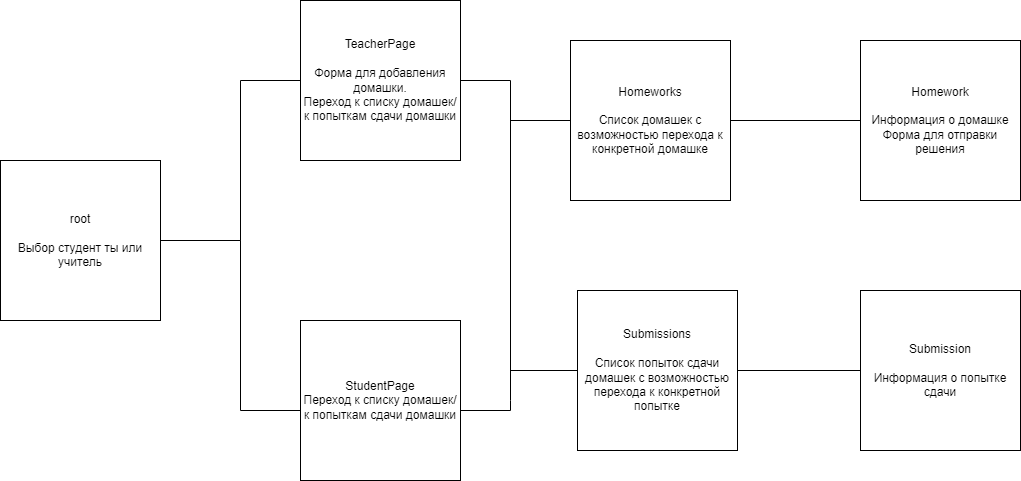 root
Выбор студент ты или
учитель
TeacherPage
Форма для добавления
домашки.
Переход к списку домашек/
к попыткам сдачи домашки
StudentPage
Переход к списку домашек/
к попыткам сдачи домашки
Homeworks
Список домашек с
возможностью перехода к
конкретной домашке
Homework
Информация о домашке
Форма для отправки
решения
Submissions
Список попыток сдачи
домашек с возможностью
перехода к конкретной
попытке
Submission
Информация о попытке
сдачи